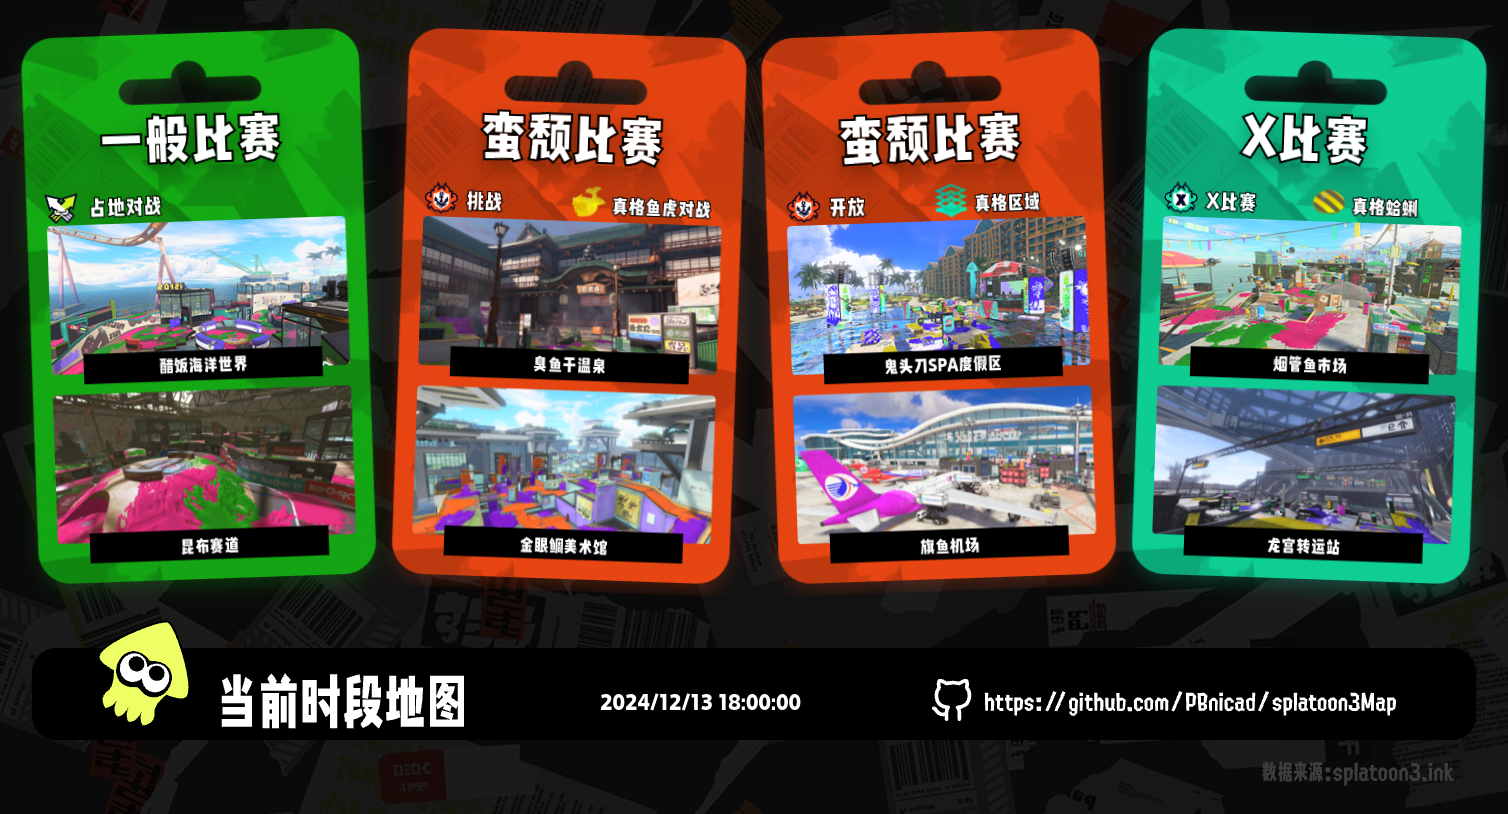 一般比赛
占地对战
醋饭海洋世界
昆布赛道
蛮颓比赛
挑战
真格鱼虎对战
臭鱼干温泉
金眼鲷美术馆
蛮颓比赛
开放
真格区域
鬼头刀SPA度假区
旗鱼机场
X比赛
X比赛
真格蛤蜊
烟管鱼市场
龙宫转运站
当前时段地图
2024/12/13 18:00:00
https://github.com/PBnicad/splatoon3Map
数据来源:splatoon3.ink